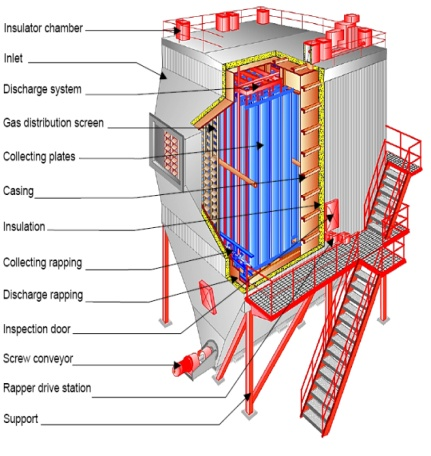 Insulator chamber
Inlet
Discharge system
Gas distribution screen
Collecting plates
Casing
Insulation
Collecting rapping
Discharge rapping
Inspection door
Screw conveyor
Rapper drive station
Support